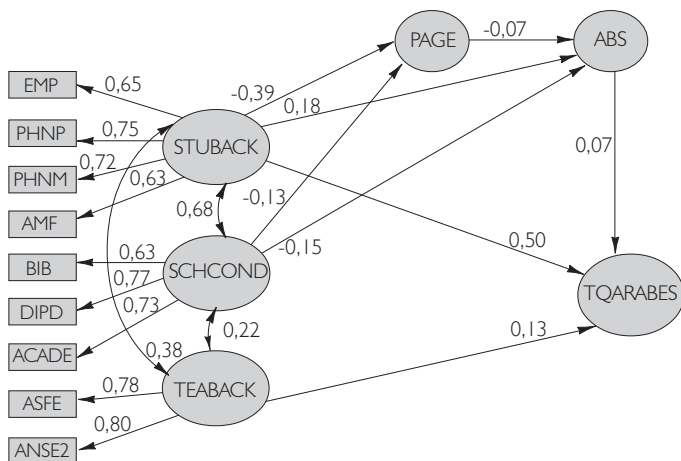 PAGE
-0,07
ABS
EMP
0,65
-0,39
0,18
PHNP
0,75
STUBACK
0,07
PHNM
0,72
AMF
0,63
0,68
-0,13
-0,15
0,50
BIB
0,63
SCHCOND
DIPD
0,77
TQARABES
ACADE
0,73
0,22
0,13
0,38
TEABACK
ASFE
0,78
ANSE2
0,80